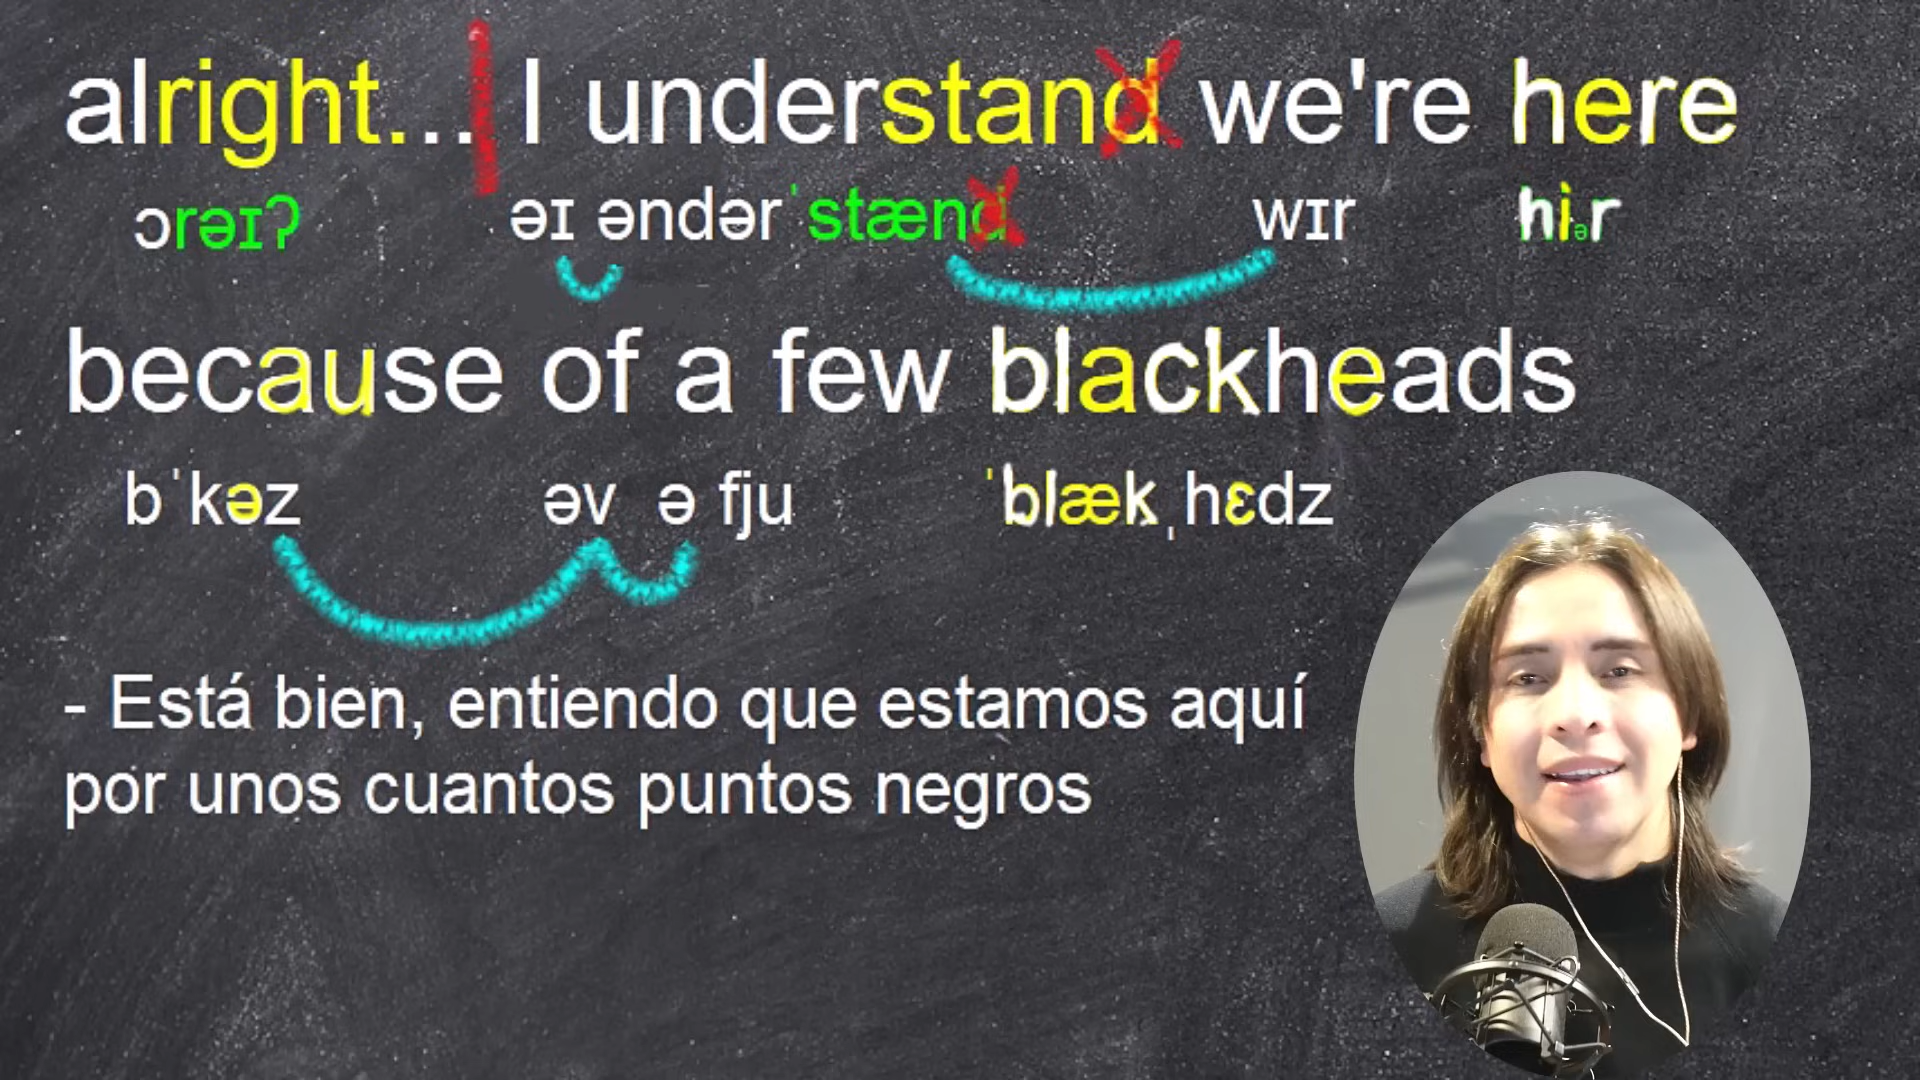 alright... I understand we're here
ɔrəɪʔ əɪ əndərˈstænd wɪr hiər
because of a few blackheads
bˈkəz əv ə fju ˈblækˌhɛdz
- Está bien, entiendo que estamos aquí
por unos cuantos puntos negros